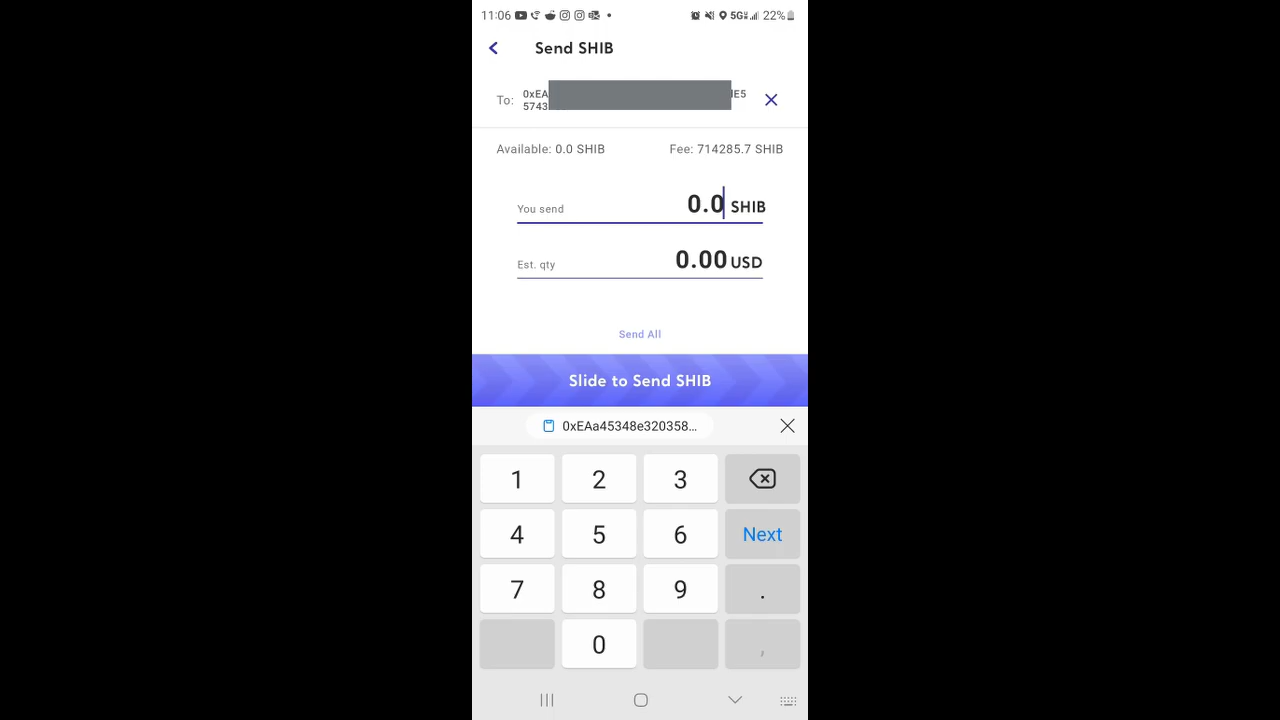 11:06 5G 22%
Send SHIB
To: 0xEA E5
5743
Available: 0.0 SHIB Fee: 714285.7 SHIB
You send 0.0 SHIB
Est. qty 0.00 USD
Send All
Slide to Send SHIB
0xEAa45348e320358...
1 2 3
4 5 6 Next
7 8 9 .
0 ,